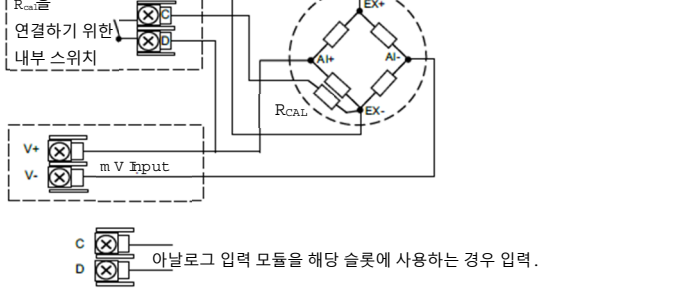 Rcal을
C
연결하기 위한
D
내부 스위치
EX+
AI+
AI-
RCAL
EX-
V+
mV Input
V-
C
D
아날로그 입력 모듈을 해당 슬롯에 사용하는 경우 입력.